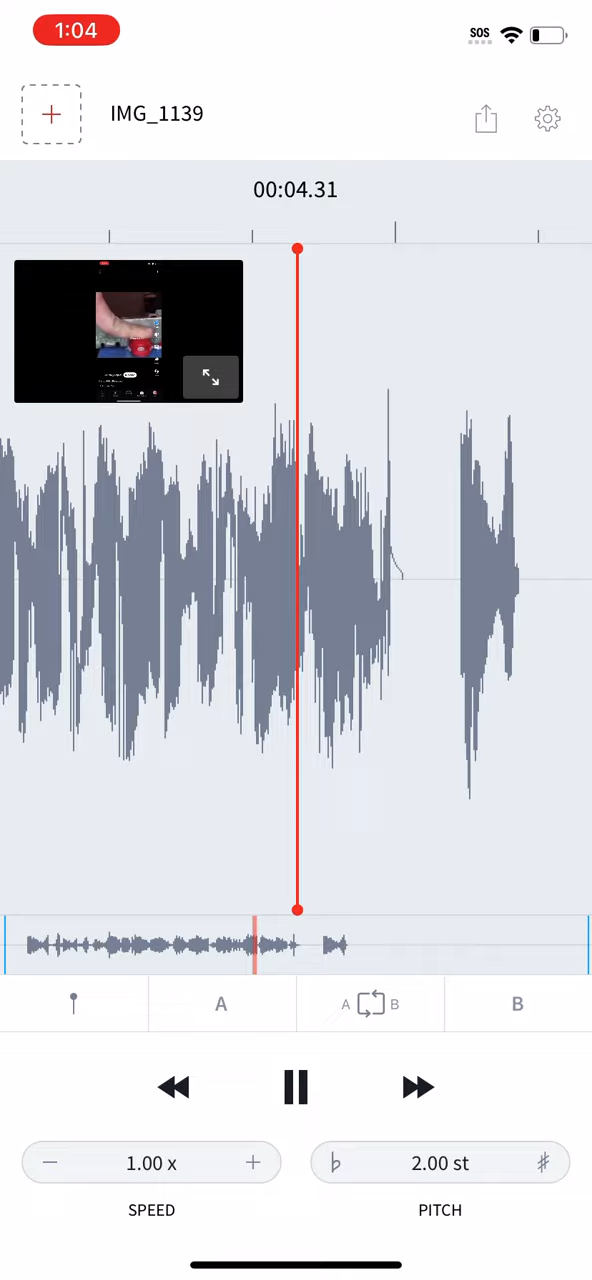 1:04
SOS
IMG_1139
00:04.31
A
A B
B
1.00 x
2.00 st
SPEED
PITCH